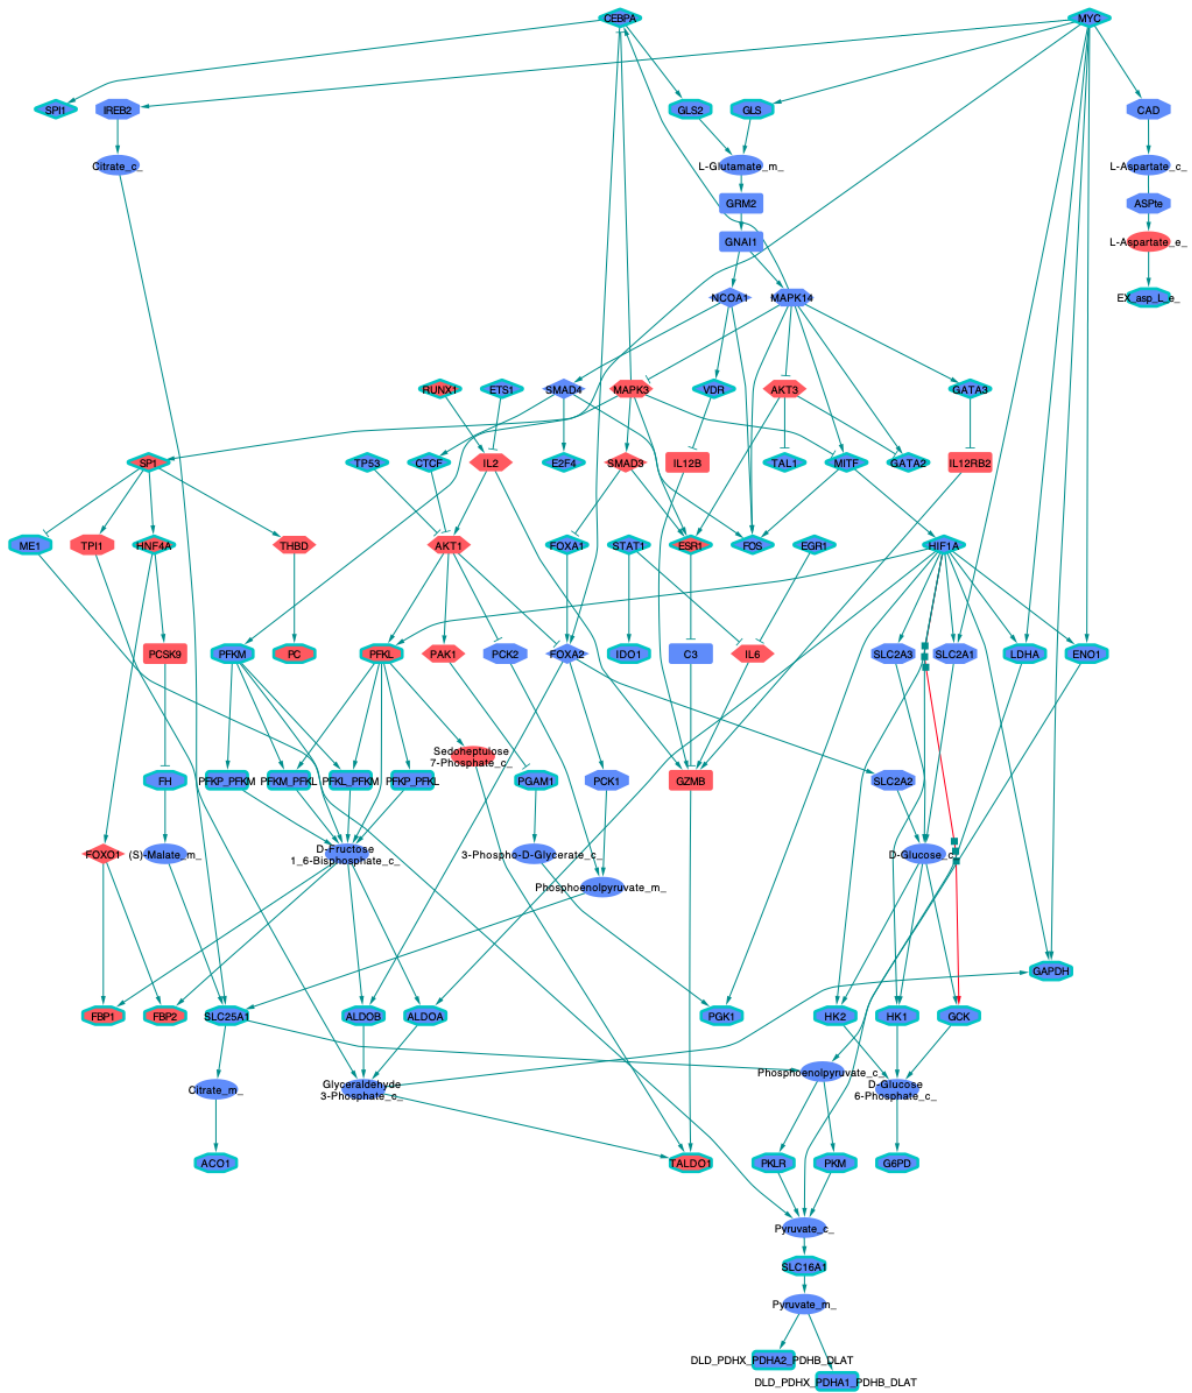 CEBPA
MYC
SPI1
IREB2
GLS2
GLS
CAD
Citrate_c_
L-Glutamate_m_
L-Aspartate_c_
GRM2
ASPte
GNAI1
L-Aspartate_e_
NCOA1
MAPK14
EX_asp_L_e_
RUNX1
ETS1
SMAD4
MAPK3
VDR
AKT3
GATA3
SP1
TP53
CTCF
IL2
E2F4
SMAD3
IL12B
TAL1
MITF
GATA2
IL12RB2
ME1
TPI1
HNF4A
THBD
AKT1
FOXA1
STAT1
ESR1
FOS
EGR1
HIF1A
PCSK9
PFKM
PC
PFKL
PAK1
PCK2
FOXA2
IDO1
C3
IL6
SLC2A3
SLC2A1
LDHA
ENO1
Sedoheptulose
7-Phosphate_c_
FH
PFKP_PFKM
PFKM_PFKL
PFKL_PFKM
PFKP_PFKL
PGAM1
PCK1
GZMB
SLC2A2
FOXO1
(S)-Malate_m_
D-Fructose
1_6-Bisphosphate_c_
3-Phospho-D-Glycerate_c_
D-Glucose_c_
Phosphoenolpyruvate_m_
GAPDH
FBP1
FBP2
SLC25A1
ALDOB
ALDOA
PGK1
HK2
HK1
GCK
Phosphoenolpyruvate_c_
Citrate_m_
Glyceraldehyde
3-Phosphate_c_
D-Glucose
6-Phosphate_c_
ACO1
TALDO1
PKLR
PKM
G6PD
Pyruvate_c_
SLC16A1
Pyruvate_m_
DLD_PDHX_PDHA2_PDHB_DLAT
DLD_PDHX_PDHA1_PDHB_DLAT